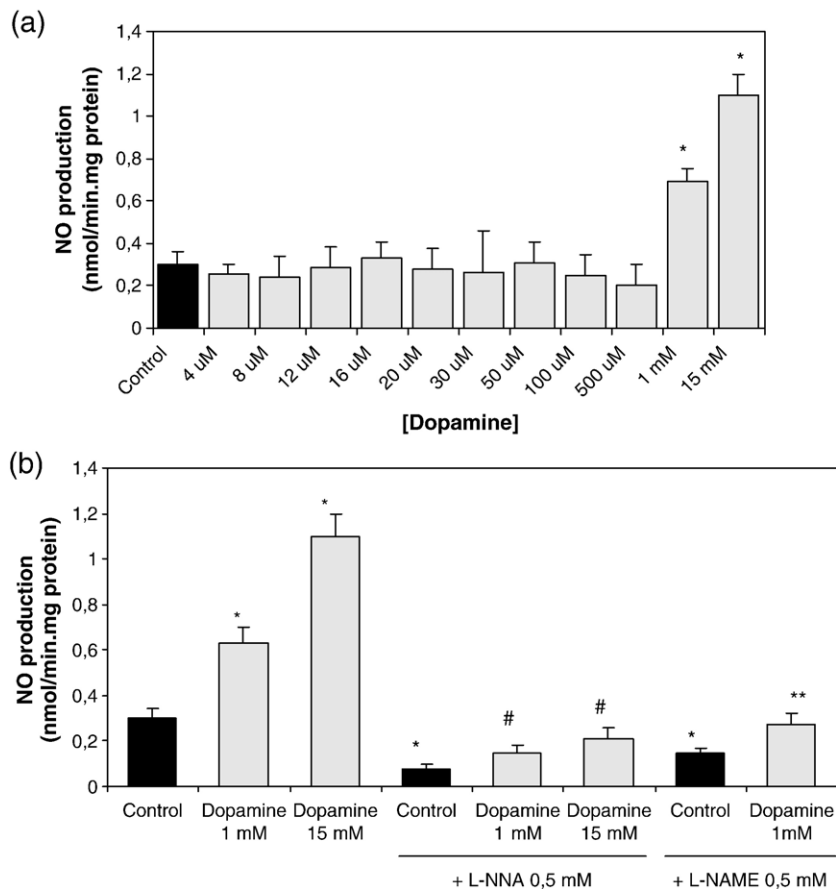 (a)
NO production
(nmol/min.mg protein)
1,4
1,2
1
0,8
0,6
0,4
0,2
0
*
*
Control
4 uM
8 uM
12 uM
16 uM
20 uM
30 uM
50 uM
100 uM
500 uM
1 mM
15 mM
[Dopamine]
(b)
NO production
(nmol/min.mg protein)
1,4
1,2
1
0,8
0,6
0,4
0,2
0
*
*
*
#
#
*
**
Control
Dopamine
1 mM
Dopamine
15 mM
Control
Dopamine
1 mM
Dopamine
15 mM
Control
Dopamine
1mM
+ L-NNA 0,5 mM
+ L-NAME 0,5 mM